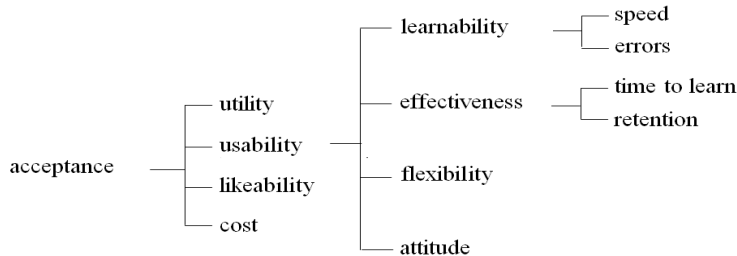 acceptance
utility
usability
likeability
cost
learnability
effectiveness
flexibility
attitude
speed
errors
time to learn
retention